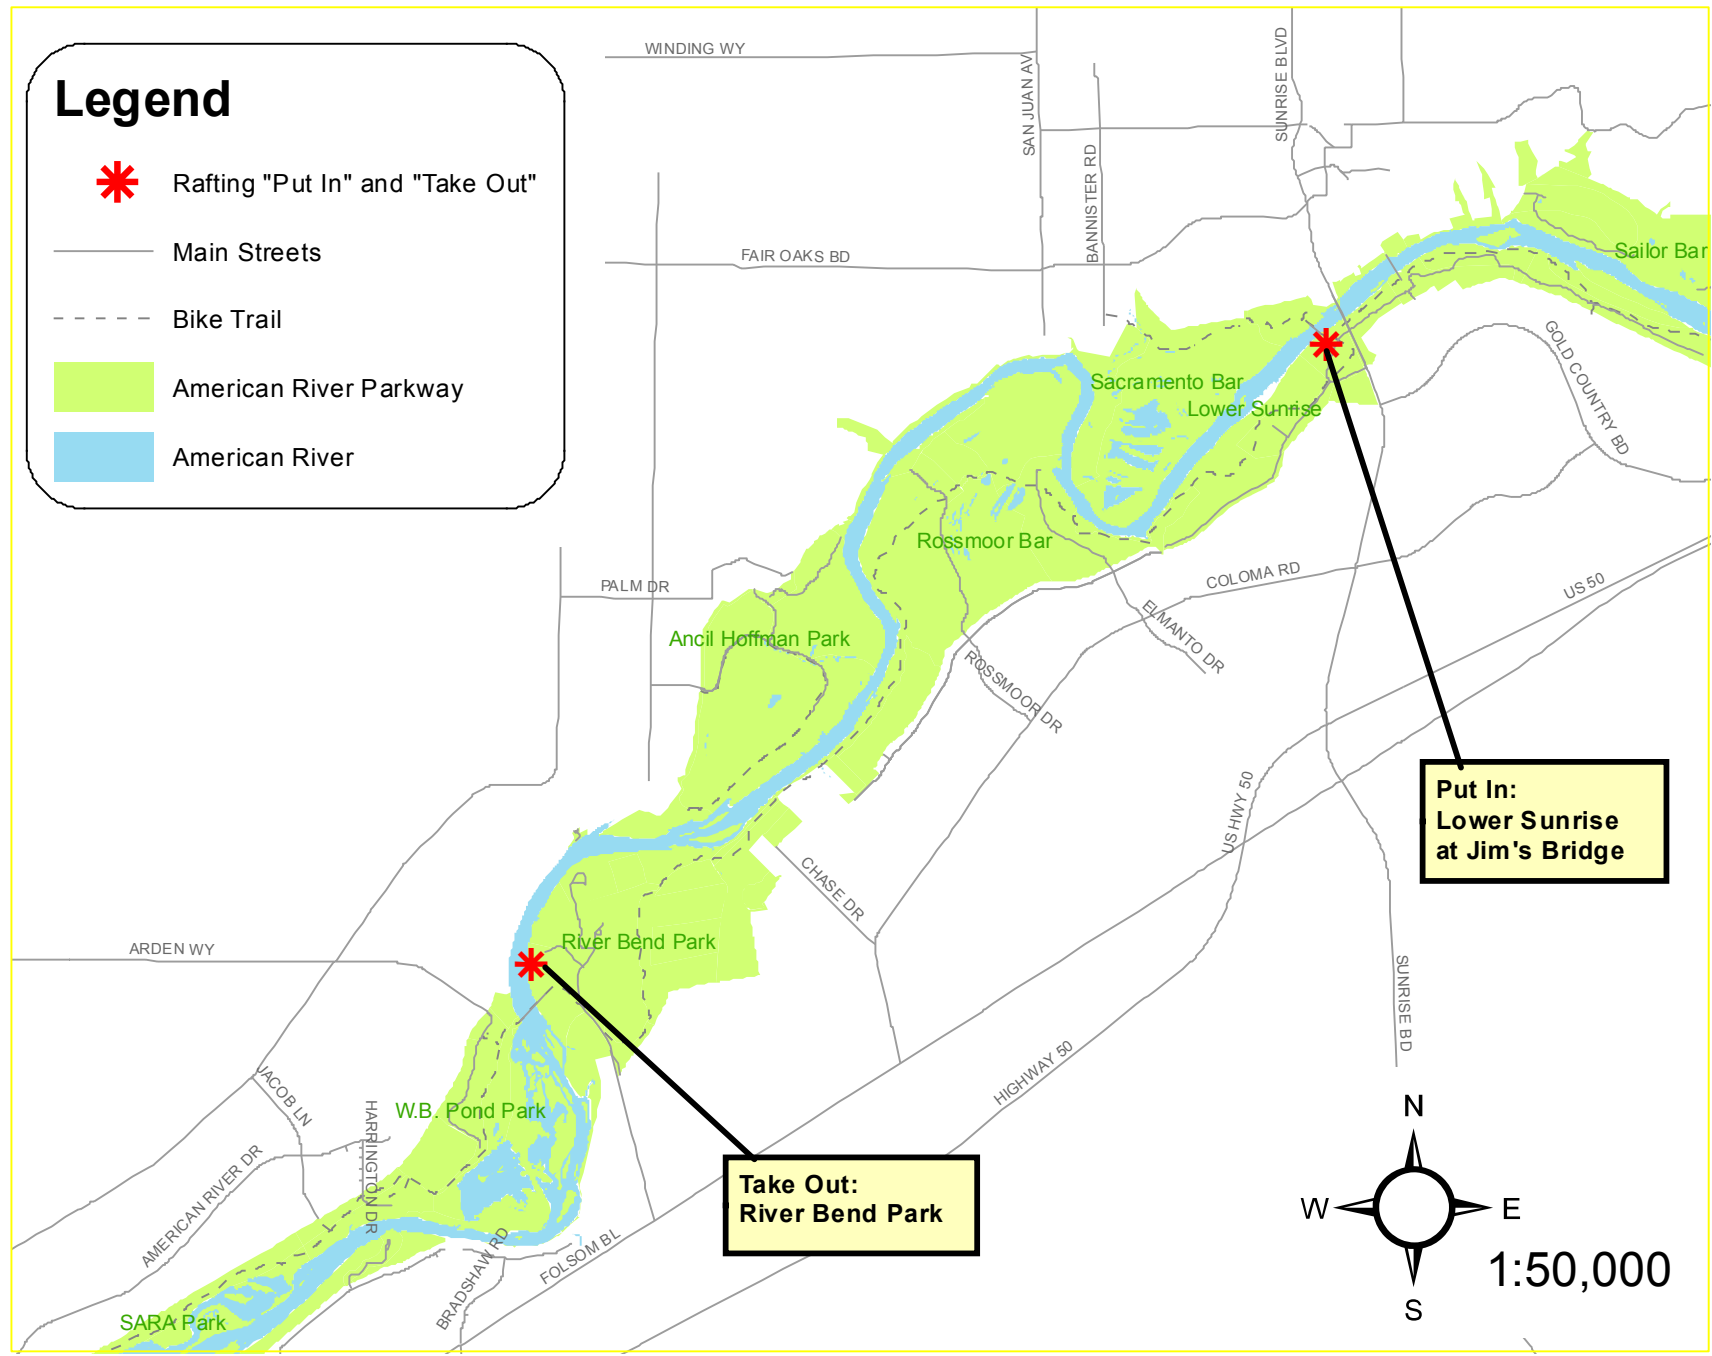 Legend
Rafting "Put In" and "Take Out"
Main Streets
Bike Trail
American River Parkway
American River
WINDING WY
SAN JUAN AV
BANNISTER RD
SUNRISE BLVD
FAIR OAKS BD
Sailor Bar
GOLD COUNTRY BD
Sacramento Bar
Lower Sunrise
Rossmoor Bar
COLOMA RD
US 50
PALM DR
ELMANTO DR
Ancil Hoffman Park
ROSSMOOR DR
US HWY 50
Put In:
Lower Sunrise
at Jim's Bridge
CHASE DR
ARDEN WY
River Bend Park
SUNRISE BD
HIGHWAY 50
JACOB LN
W.B. Pond Park
HARRINGTON DR
AMERICAN RIVER DR
Take Out:
River Bend Park
BRADSHAW RD
FOLSOM BL
SARA Park
N
W
E
S
1:50,000